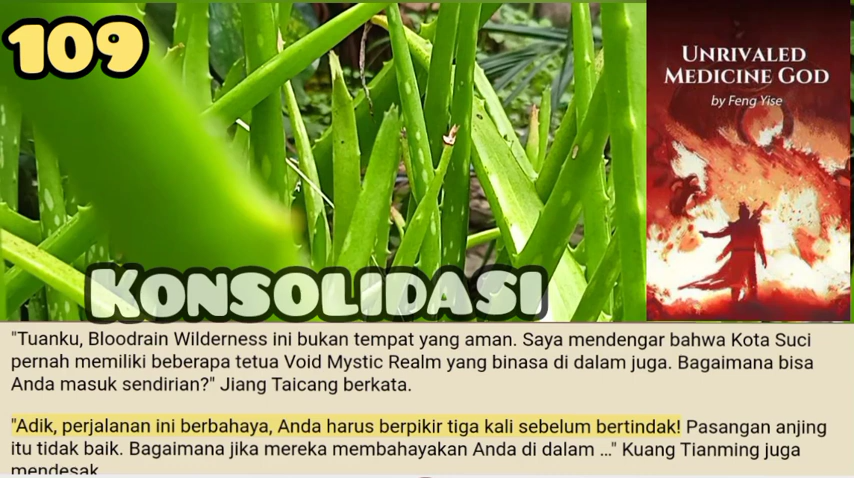 109
UNRIVALED
MEDICINE GOD
by Feng Yise
KONSOLIDASI
"Tuanku, Bloodrain Wilderness ini bukan tempat yang aman. Saya mendengar bahwa Kota Suci
pernah memiliki beberapa tetua Void Mystic Realm yang binasa di dalam juga. Bagaimana bisa
Anda masuk sendirian?" Jiang Taicang berkata.
"Adik, perjalanan ini berbahaya, Anda harus berpikir tiga kali sebelum bertindak! Pasangan anjing
itu tidak baik. Bagaimana jika mereka membahayakan Anda di dalam ..." Kuang Tianming juga
mendesak